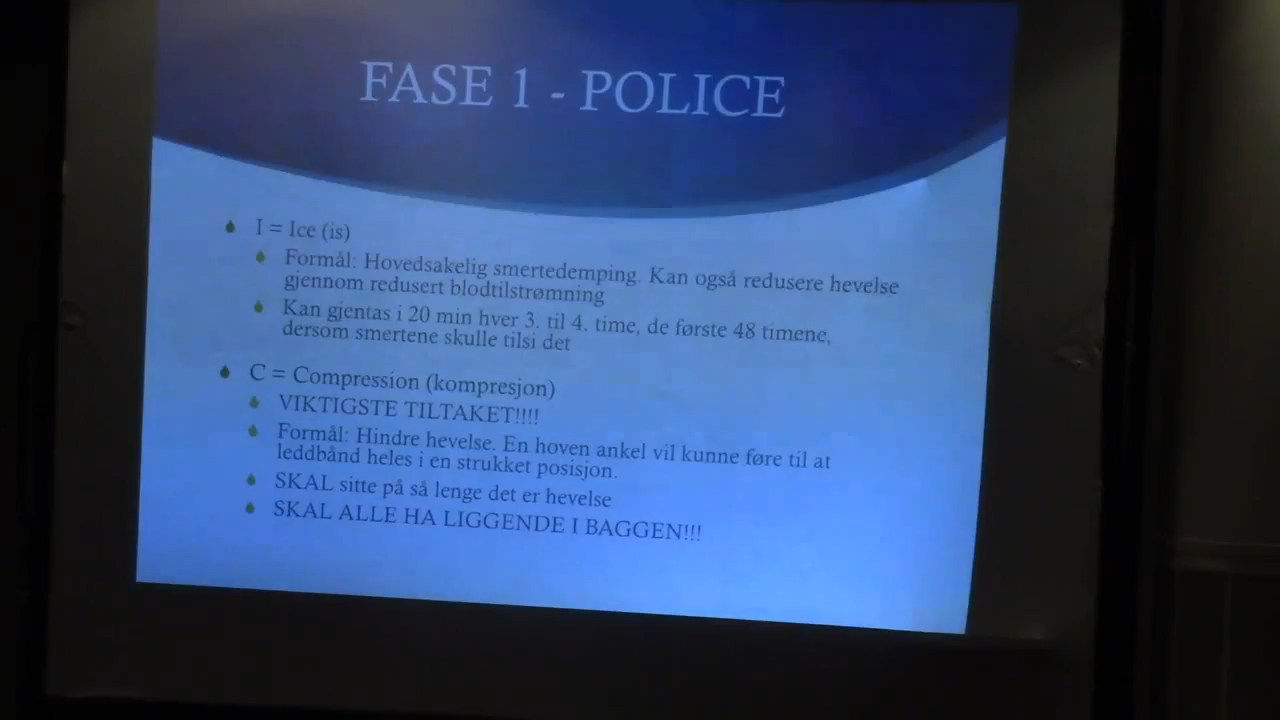 FASE 1 - POLICE
I = Ice (is)
Formål: Hovedsakelig smertedemping. Kan også redusere hevelse
gjennom redusert blodtilstrømning
Kan gjentas i 20 min hver 3. til 4. time, de første 48 timene,
dersom smertene skulle tilsi det
C = Compression (kompresjon)
VIKTIGSTE TILTAKET!!!!
Formål: Hindre hevelse. En hoven ankel vil kunne føre til at
leddbånd heles i en strukket posisjon.
SKAL sitte på så lenge det er hevelse
SKAL ALLE HA LIGGENDE I BAGGEN!!!